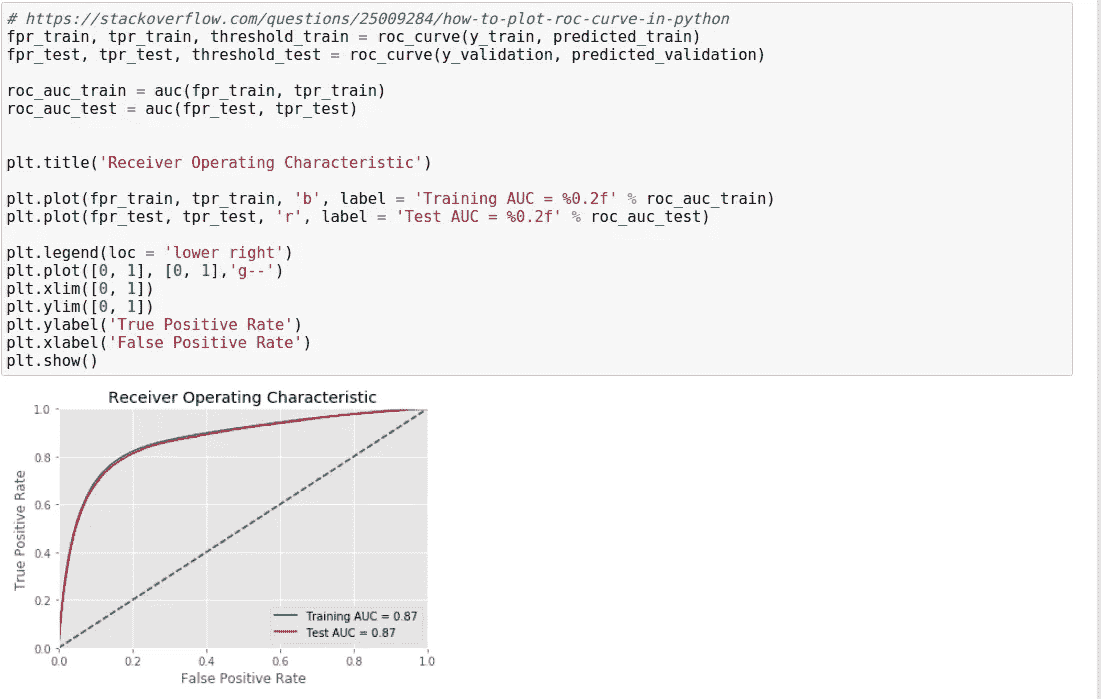 # https://stackoverflow.com/questions/25009284/how-to-plot-roc-curve-in-python
fpr_train, tpr_train, threshold_train = roc_curve(y_train, predicted_train)
fpr_test, tpr_test, threshold_test = roc_curve(y_validation, predicted_validation)
roc_auc_train = auc(fpr_train, tpr_train)
roc_auc_test = auc(fpr_test, tpr_test)
plt.title('Receiver Operating Characteristic')
plt.plot(fpr_train, tpr_train, 'b', label = 'Training AUC = %0.2f' % roc_auc_train)
plt.plot(fpr_test, tpr_test, 'r', label = 'Test AUC = %0.2f' % roc_auc_test)
plt.legend(loc = 'lower right')
plt.plot([0, 1], [0, 1],'g--')
plt.xlim([0, 1])
plt.ylim([0, 1])
plt.ylabel('True Positive Rate')
plt.xlabel('False Positive Rate')
plt.show()
Receiver Operating Characteristic
1.0
0.8
0.6
0.4
0.2
0.0
True Positive Rate
Training AUC = 0.87
Test AUC = 0.87
0.0 0.2 0.4 0.6 0.8 1.0
False Positive Rate